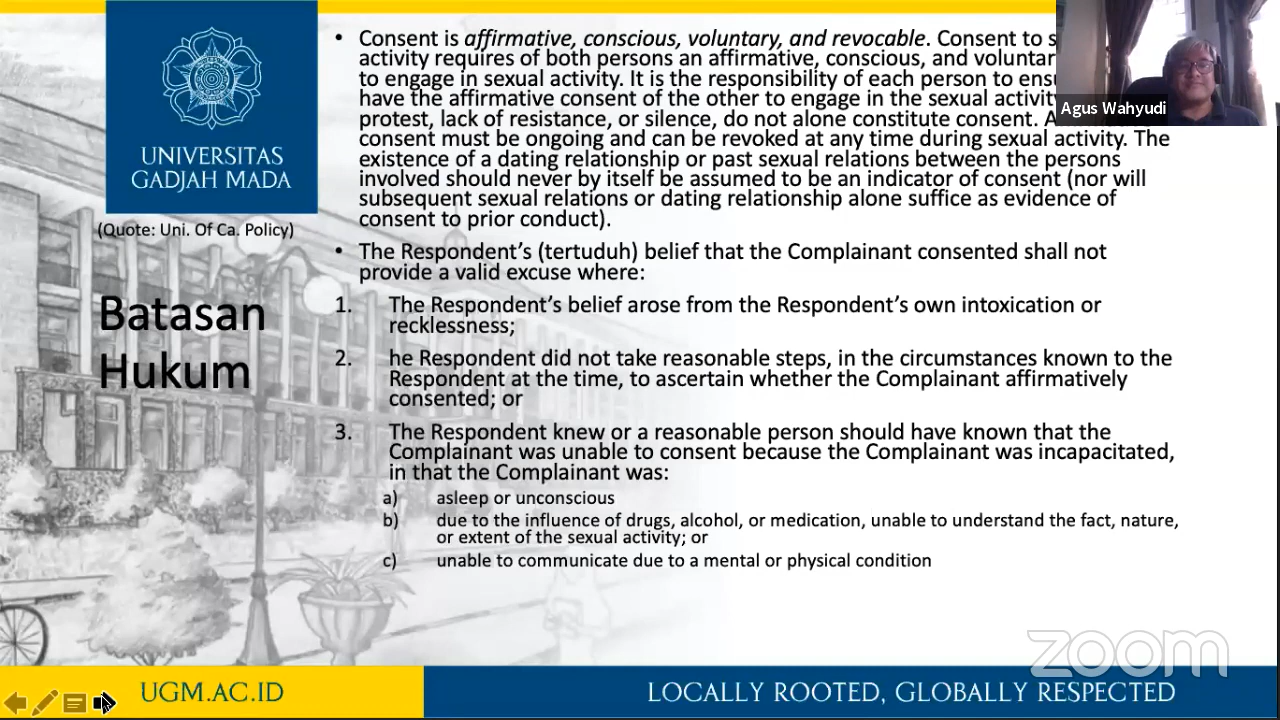 • Consent is affirmative, conscious, voluntary, and revocable. Consent to s
activity requires of both persons an affirmative, conscious, and voluntar
to engage in sexual activity. It is the responsibility of each person to ensu
have the affirmative consent of the other to engage in the sexual activity
protest, lack of resistance, or silence, do not alone constitute consent. A
consent must be ongoing and can be revoked at any time during sexual activity. The
existence of a dating relationship or past sexual relations between the persons
involved should never by itself be assumed to be an indicator of consent (nor will
subsequent sexual relations or dating relationship alone suffice as evidence of
consent to prior conduct).
Agus Wahyudi
UNIVERSITAS
GADJAH MADA
(Quote: Uni. Of Ca. Policy)
Batasan
Hukum
• The Respondent's (tertuduh) belief that the Complainant consented shall not
provide a valid excuse where:
1. The Respondent's belief arose from the Respondent's own intoxication or
recklessness;
2. he Respondent did not take reasonable steps, in the circumstances known to the
Respondent at the time, to ascertain whether the Complainant affirmatively
consented; or
3. The Respondent knew or a reasonable person should have known that the
Complainant was unable to consent because the Complainant was incapacitated,
in that the Complainant was:
a) asleep or unconscious
b) due to the influence of drugs, alcohol, or medication, unable to understand the fact, nature,
or extent of the sexual activity; or
c) unable to communicate due to a mental or physical condition
zoom
UGM.AC.ID
LOCALLY ROOTED, GLOBALLY RESPECTED